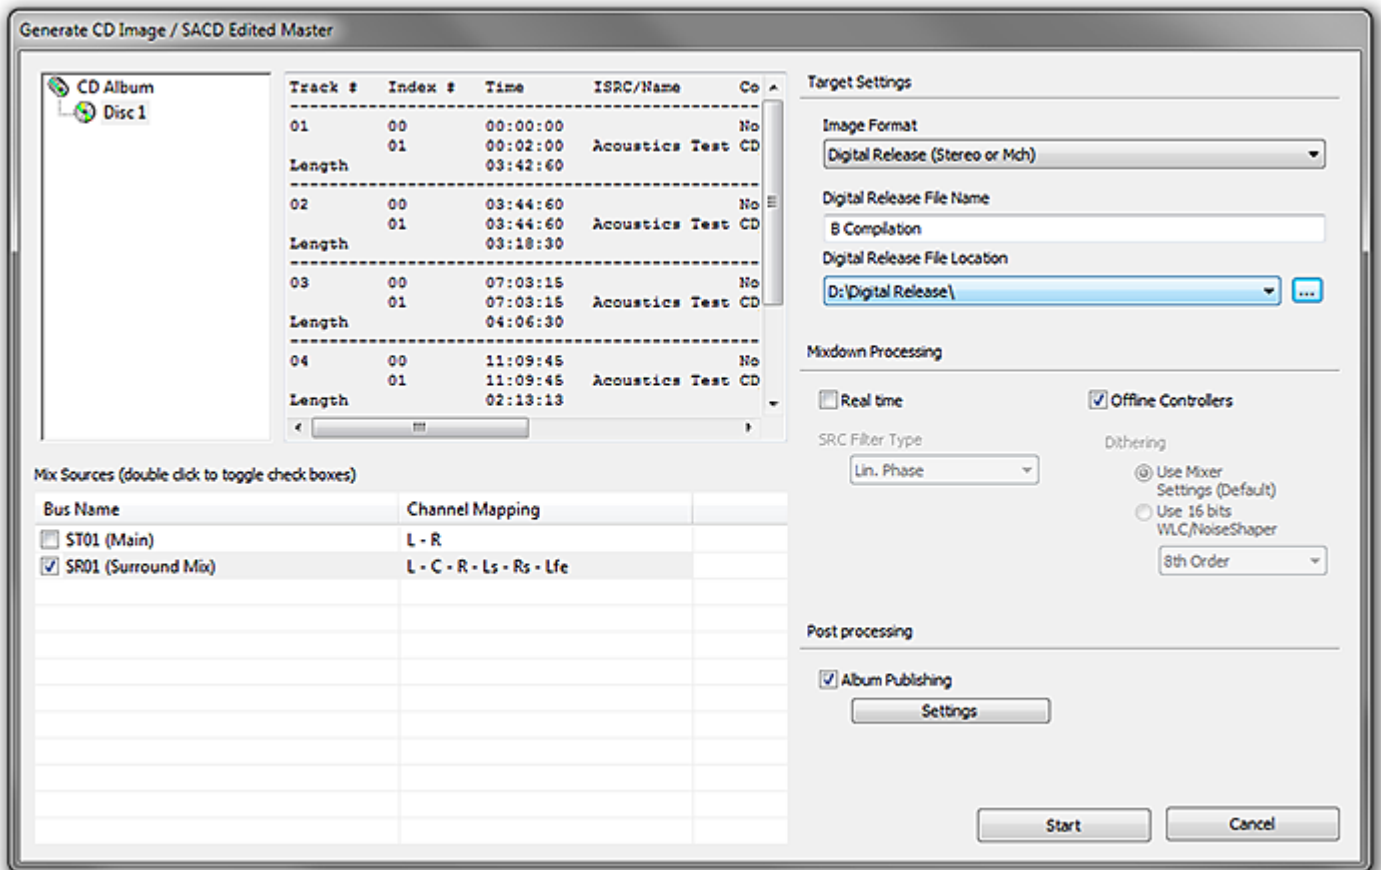 Generate CD Image / SACD Edited Master
CD Album
Disc 1
Track # Index # Time ISRC/Name Co
--------------------------------------------------
01 00 00:00:00 No
01 00:02:00 Acoustics Test CD
Length 03:42:60
--------------------------------------------------
02 00 03:44:60 No
01 03:44:60 Acoustics Test CD
Length 03:18:30
--------------------------------------------------
03 00 07:03:15 No
01 07:03:15 Acoustics Test CD
Length 04:06:30
--------------------------------------------------
04 00 11:09:45 No
01 11:09:45 Acoustics Test CD
Length 02:13:13
Mix Sources (double click to toggle check boxes)
Bus Name Channel Mapping
ST01 (Main) L - R
SR01 (Surround Mix) L - C - R - Ls - Rs - Lfe
Target Settings
Image Format
Digital Release (Stereo or Mch)
Digital Release File Name
B Compilation
Digital Release File Location
D:\Digital Release\ ...
Mixdown Processing
Real time Offline Controllers
SRC Filter Type
Lin. Phase
Dithering
Use Mixer
Settings (Default)
Use 16 bits
WLC/NoiseShaper
8th Order
Post processing
Album Publishing
Settings
Start Cancel